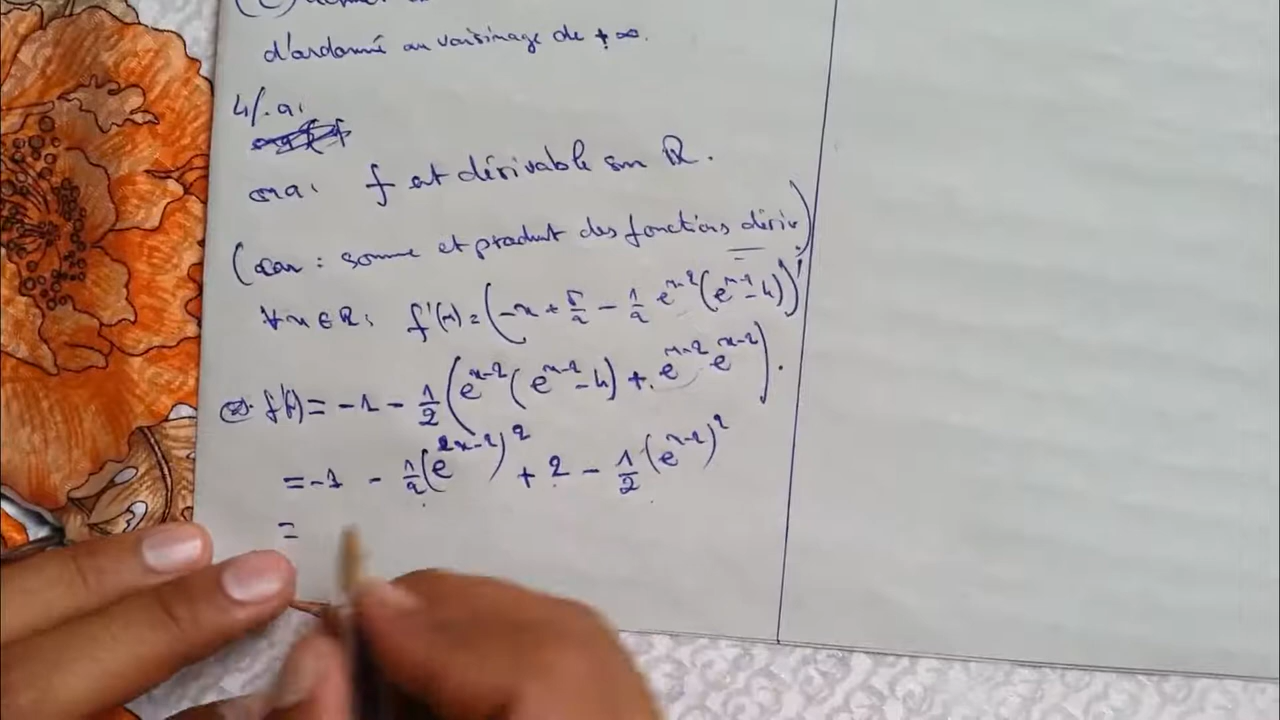 d'ardonné au voisinage de +∞.
4/. a.
on a: f est dérivable sur ℝ.
(car : somme et produit des fonctions dériv)
∀x∈ℝ: f'(x) = (-x + 5/2 - 1/2 e^{x-2}(e^{x-2} - 4))'
⇔. f'(x) = -1 - 1/2 (e^{x-2}(e^{x-2} - 4) + e^{x-2} e^{x-2}).
= -1 - 1/2 (e^{2x-2})^2 + 2 - 1/2 (e^{x-2})^2
=